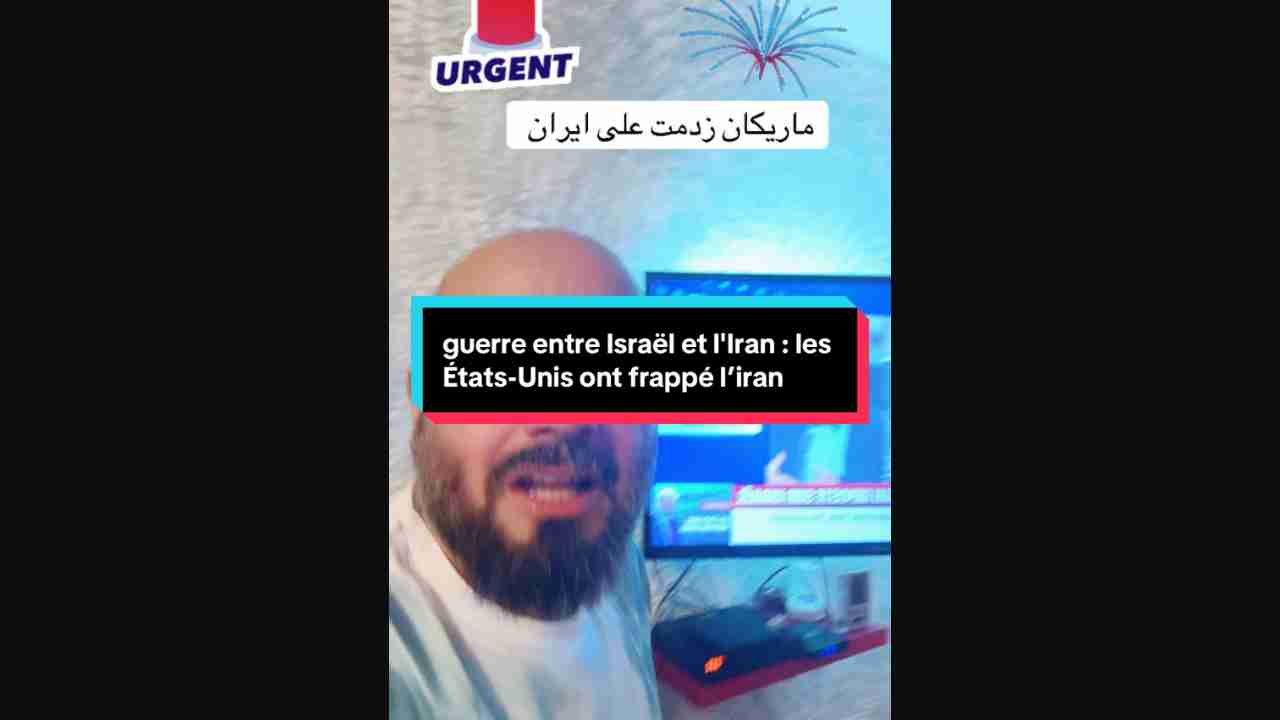 URGENT
ماريكان زدمت على ايران
guerre entre Israël et l'Iran : les
États-Unis ont frappé l’iran